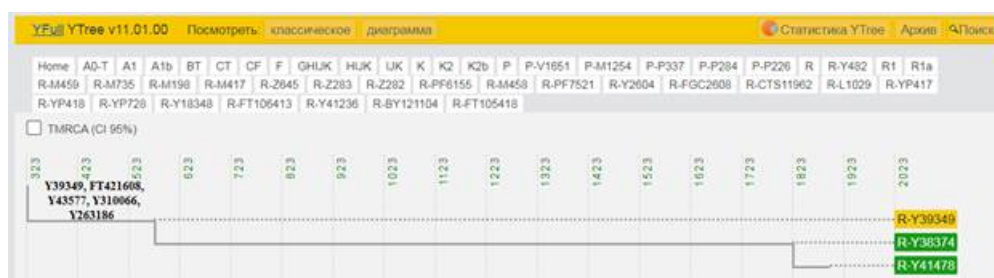 YFull YTree v11.01.00 Посмотреть: классическое диаграмма Статистика YTree Архив Поиск
Home A0-T A1 A1b BT CT CF F GHIJK HIJK IJK K K2 K2b P P-V1651 P-M1254 P-P337 P-P284 P-P226 R R-Y482 R1 R1a
R-M459 R-M735 R-M198 R-M417 R-Z645 R-Z283 R-Z282 R-PF6155 R-M458 R-PF7521 R-Y2604 R-FGC2608 R-CTS11962 R-L1029 R-YP417
R-YP418 R-YP728 R-Y18348 R-FT106413 R-Y41236 R-BY121104 R-FT105418
TMRCA (CI 95%)
323 423 523 623 723 823 923 1023 1123 1223 1323 1423 1523 1623 1723 1823 1923 2023
Y39349, FT421608,
Y43577, Y310066,
Y263186
R-Y39349
R-Y38374
R-Y41478